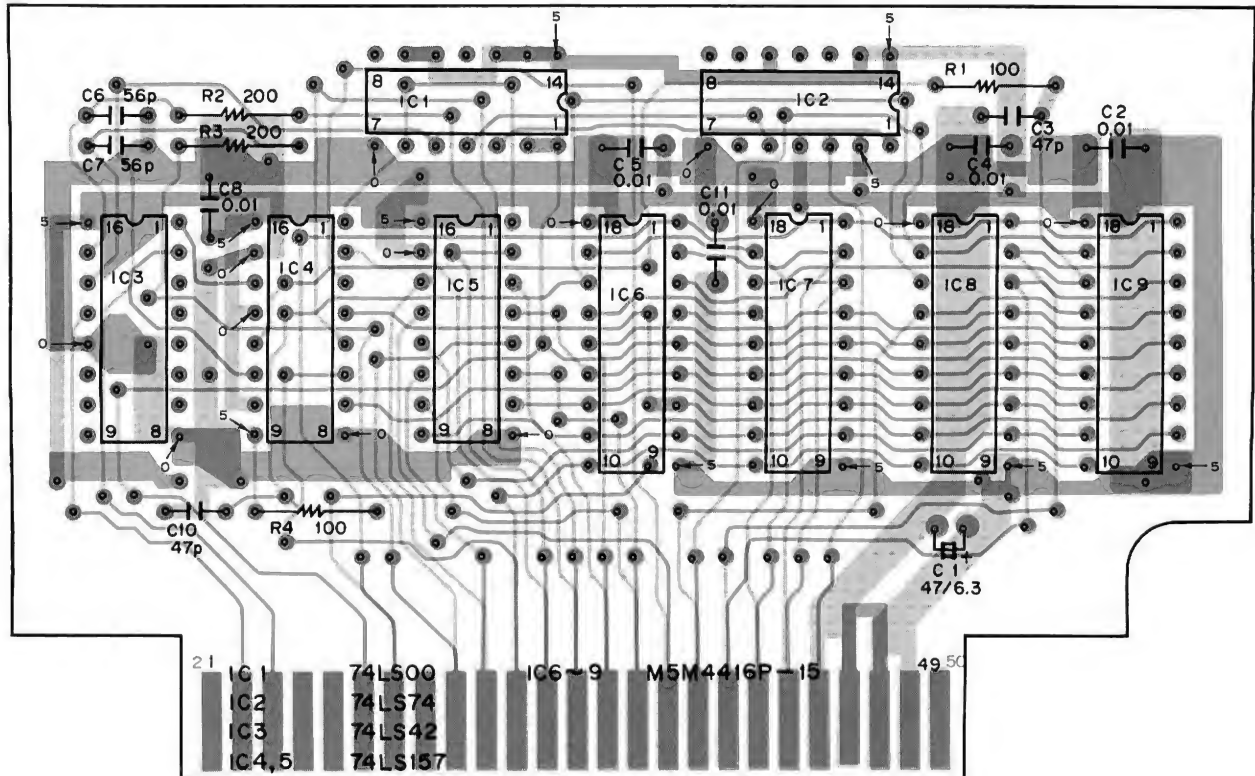 5 5
8 14 8 14 R1 100
C6 56p R2 200 IC1 IC2 C3 47p C2 0.01
7 1 7 1
C7 56p R3 200 0 C5 0.01 0 5 C4 0.01
C8 0.01 C11 0.01 0
5 16 1 5 16 1 5 16 1 0 18 1 18 1 0 18 1 0 18 1
IC3 0 IC4 0 IC5 IC6 IC7 IC8 IC9
0
0
9 8 5 9 8 0 9 8 0 10 9 10 9 10 9 10 9
0 5 5 5 5
C10 47p R4 100
C1 + 47/6.3
2 1 49 50
IC1 74LS00 IC6~9 M5M4416P-15
IC2 74LS74
IC3 74LS42
IC4,5 74LS157